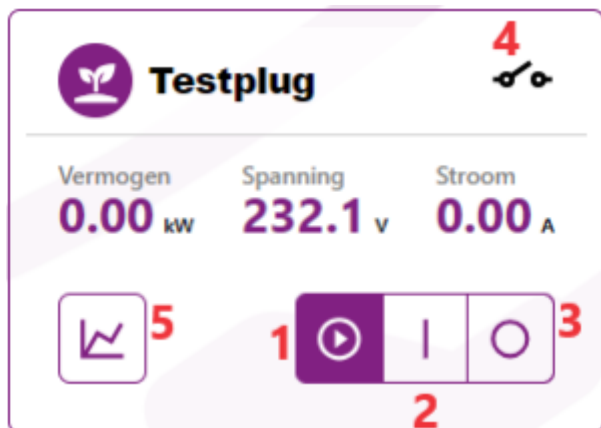 4
Testplug
Vermogen Spanning Stroom
0.00 kW 232.1 V 0.00 A
5 1 3
2